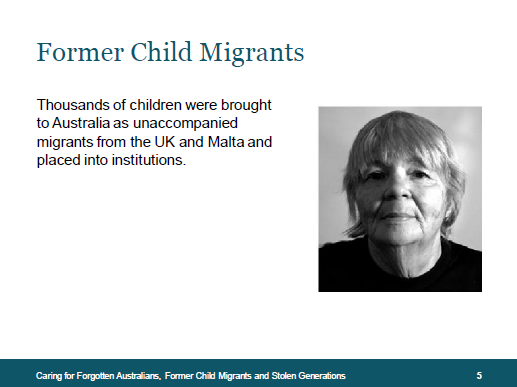 Former Child Migrants
Thousands of children were brought
to Australia as unaccompanied
migrants from the UK and Malta and
placed into institutions.
Caring for Forgotten Australians, Former Child Migrants and Stolen Generations
5